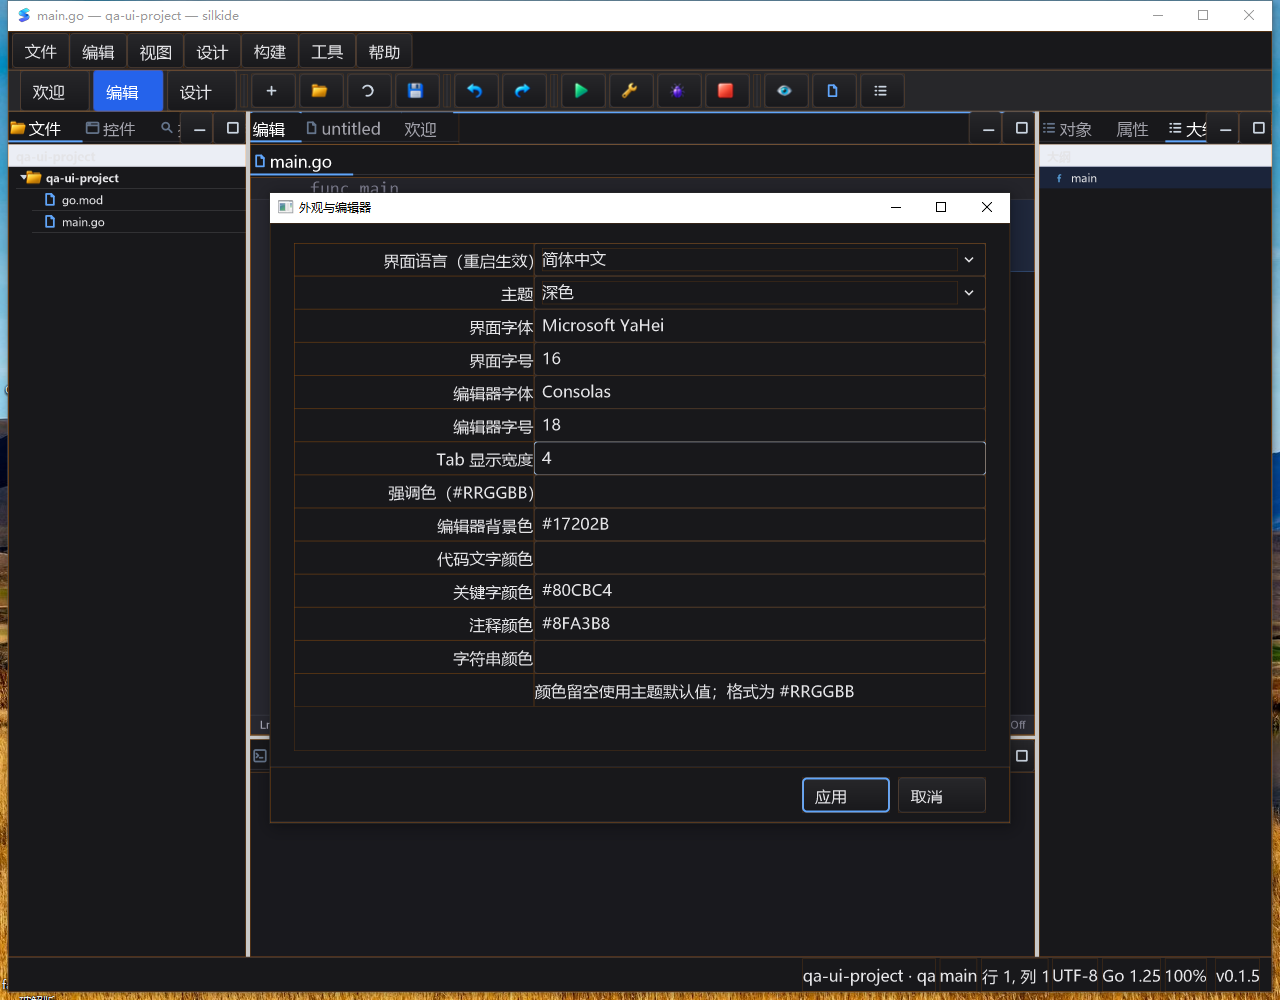 main.go — qa-ui-project — silkide
文件 编辑 视图 设计 构建 工具 帮助
欢迎 编辑 设计
文件 控件
编辑 untitled 欢迎
对象 属性 大纲
qa-ui-project
main.go
大纲
qa-ui-project
go.mod
main.go
func main
main
外观与编辑器
界面语言（重启生效） 简体中文
主题 深色
界面字体 Microsoft YaHei
界面字号 16
编辑器字体 Consolas
编辑器字号 18
Tab 显示宽度 4
强调色（#RRGGBB）
编辑器背景色 #17202B
代码文字颜色
关键字颜色 #80CBC4
注释颜色 #8FA3B8
字符串颜色
颜色留空使用主题默认值；格式为 #RRGGBB
Ln
Off
应用 取消
qa-ui-project · qa main 行 1, 列 1 UTF-8 Go 1.25 100% v0.1.5